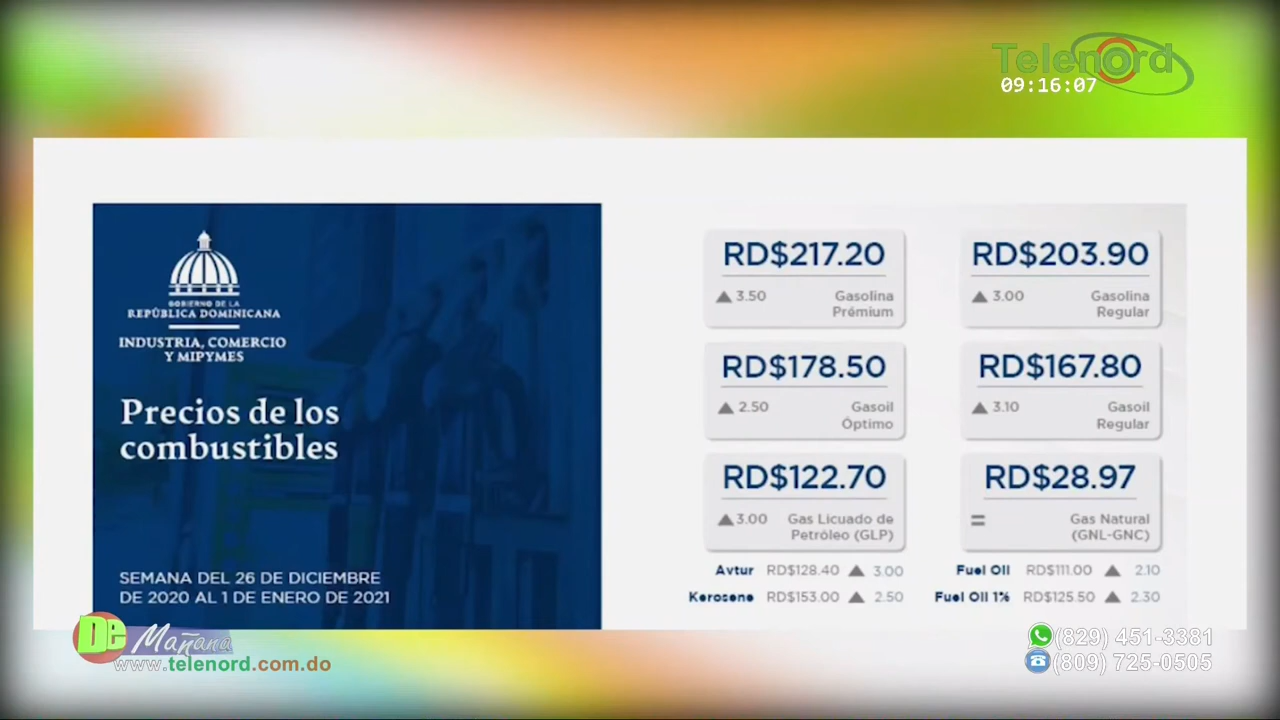 Telenord
09:16:07
GOBIERNO DE LA
REPÚBLICA DOMINICANA
INDUSTRIA, COMERCIO
Y MIPYMES
Precios de los
combustibles
SEMANA DEL 26 DE DICIEMBRE
DE 2020 AL 1 DE ENERO DE 2021
RD$217.20
▲ 3.50 Gasolina
Prémium
RD$203.90
▲ 3.00 Gasolina
Regular
RD$178.50
▲ 2.50 Gasoil
Óptimo
RD$167.80
▲ 3.10 Gasoil
Regular
RD$122.70
▲ 3.00 Gas Licuado de
Petróleo (GLP)
RD$28.97
= Gas Natural
(GNL-GNC)
Avtur RD$128.40 ▲ 3.00
Kerosene RD$153.00 ▲ 2.50
Fuel Oil RD$111.00 ▲ 2.10
Fuel Oil 1% RD$125.50 ▲ 2.30
De Mañana
www.telenord.com.do
(829) 451-3381
(809) 725-0505